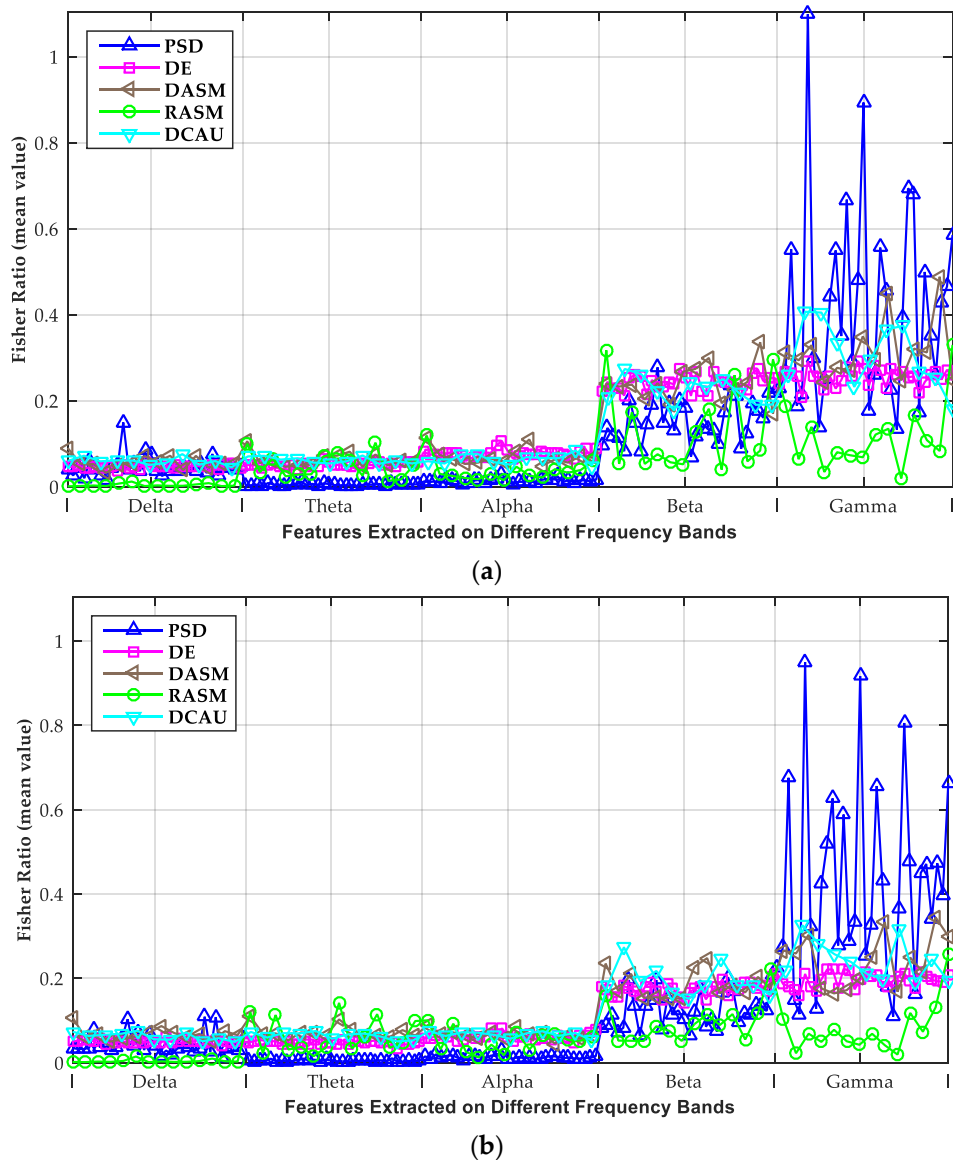 PSD
DE
DASM
RASM
DCAU
1
0.8
0.6
0.4
0.2
0
Fisher Ratio (mean value)
Delta Theta Alpha Beta Gamma
Features Extracted on Different Frequency Bands
(a)
PSD
DE
DASM
RASM
DCAU
1
0.8
0.6
0.4
0.2
0
Fisher Ratio (mean value)
Delta Theta Alpha Beta Gamma
Features Extracted on Different Frequency Bands
(b)